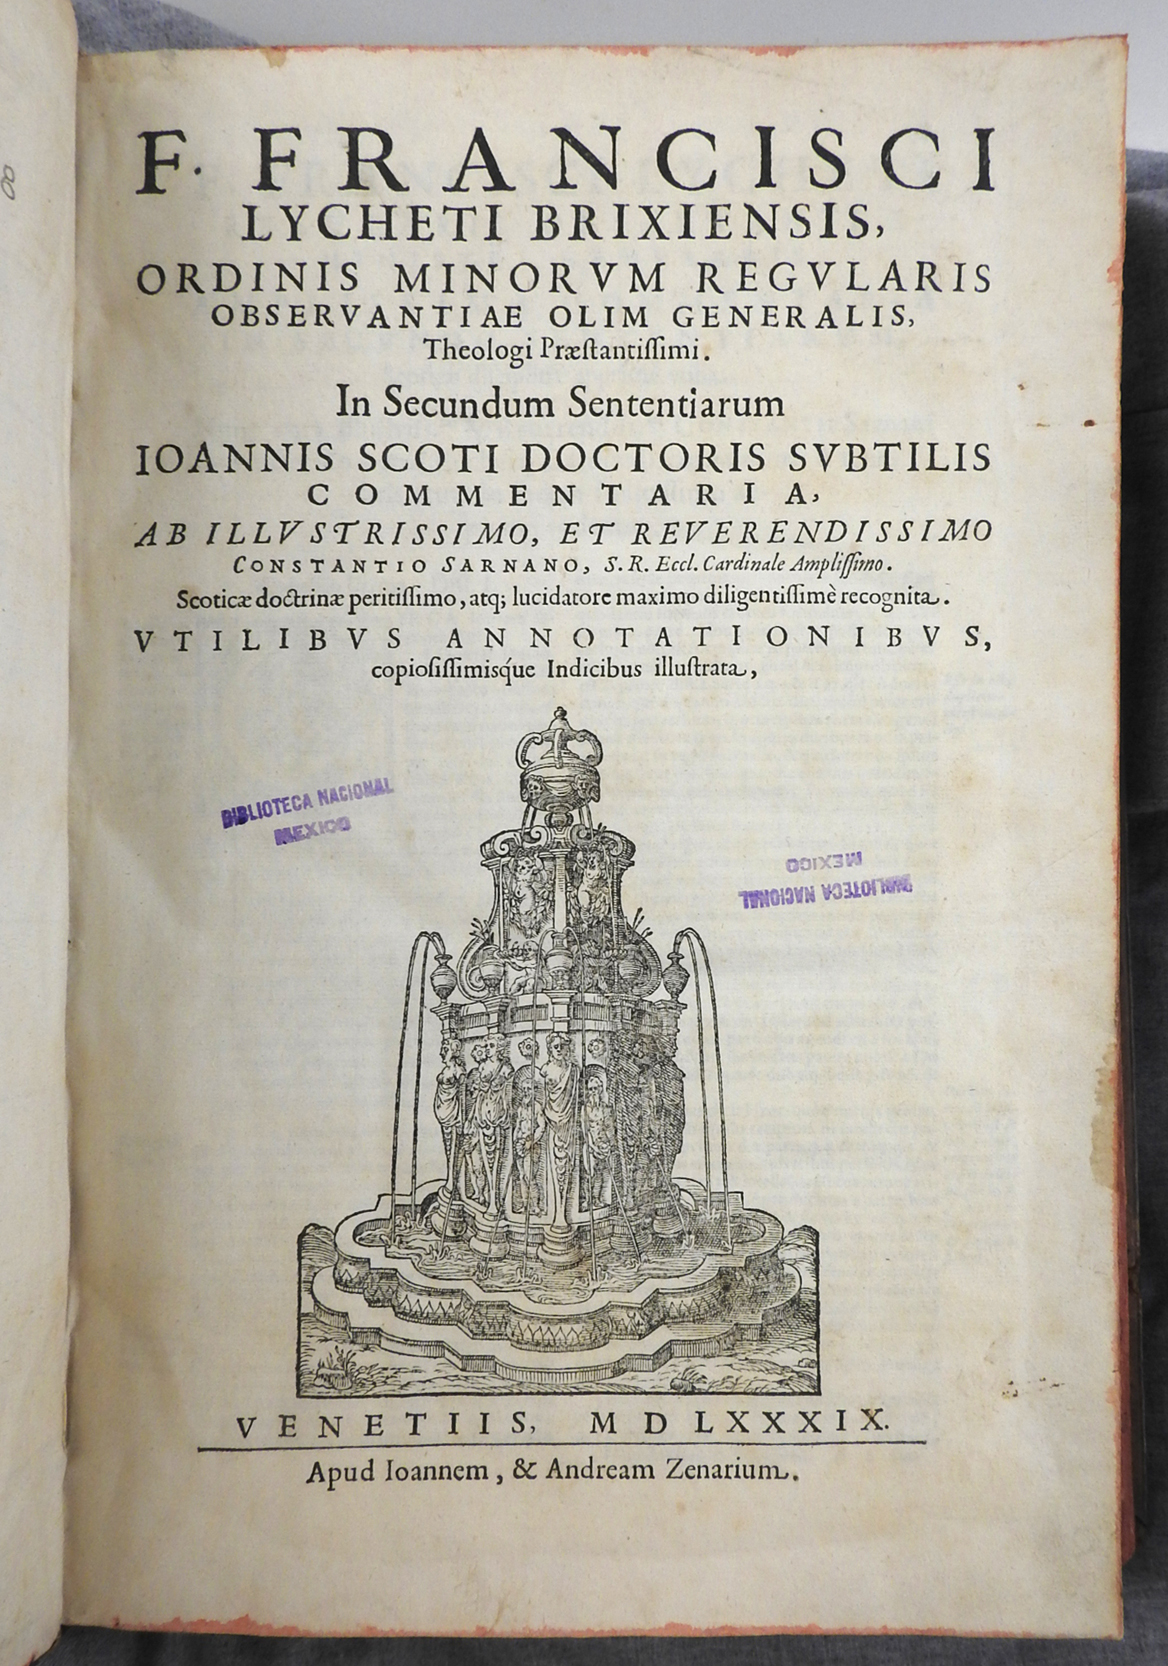 F. FRANCISCI
LYCHETI BRIXIENSIS,
ORDINIS MINORVM REGVLARIS
OBSERVANTIAE OLIM GENERALIS,
Theologi Præſtantiſſimi.
In Secundum Sententiarum
IOANNIS SCOTI DOCTORIS SVBTILIS
COMMENTARIA,
AB ILLVSTRISSIMO, ET REVERENDISSIMO
CONSTANTIO SARNANO, S. R. Eccl. Cardinale Ampliſſimo.
Scoticæ doctrinæ peritiſſimo, atq; lucidatore maximo diligentiſſimè recognita.
VTILIBVS ANNOTATIONIBVS,
copioſiſſimisq́ue Indicibus illuſtrata,
BIBLIOTECA NACIONAL
MEXICO
BIBLIOTECA NACIONAL
MEXICO
VENETIIS, MDLXXXIX.
Apud Ioannem, & Andream Zenarium.